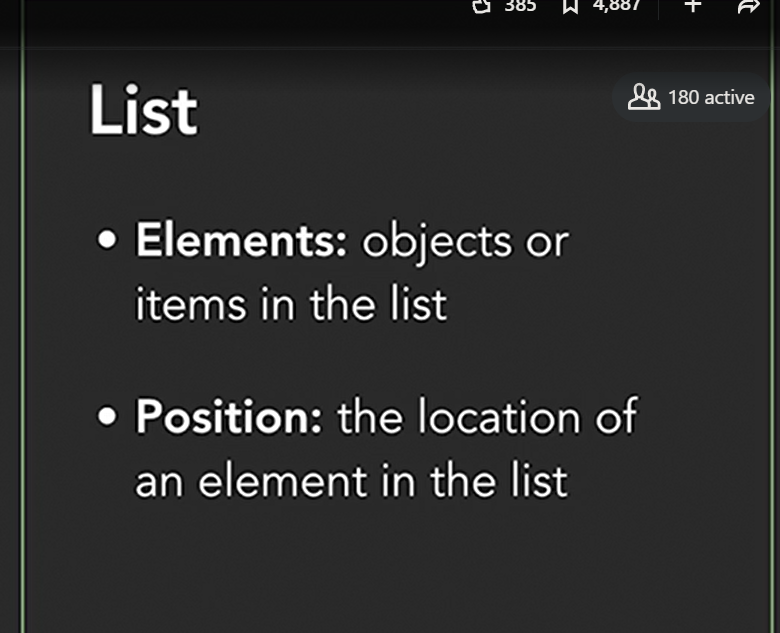 385 4,887
180 active
List
• Elements: objects or
items in the list
• Position: the location of
an element in the list